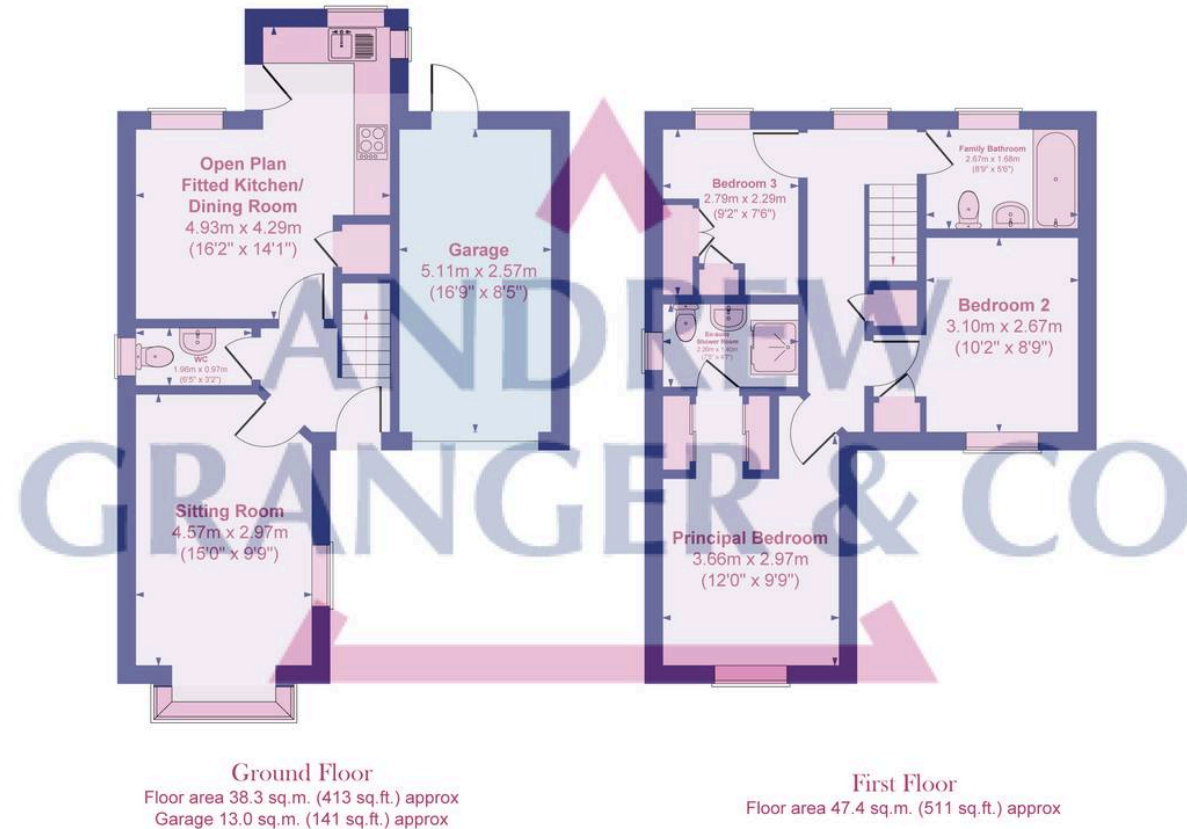 Open Plan
Fitted Kitchen/
Dining Room
4.93m x 4.29m
(16'2" x 14'1")
Garage
5.11m x 2.57m
(16'9" x 8'5")
WC
1.96m x 0.97m
(6'5" x 3'2")
Sitting Room
4.57m x 2.97m
(15'0" x 9'9")
Bedroom 3
2.79m x 2.29m
(9'2" x 7'6")
Family Bathroom
2.67m x 1.68m
(8'9" x 5'6")
Bedroom 2
3.10m x 2.67m
(10'2" x 8'9")
En-suite
Shower Room
Principal Bedroom
3.66m x 2.97m
(12'0" x 9'9")
ANDREW
GRANGER & CO
Ground Floor
Floor area 38.3 sq.m. (413 sq.ft.) approx
Garage 13.0 sq.m. (141 sq.ft.) approx
First Floor
Floor area 47.4 sq.m. (511 sq.ft.) approx